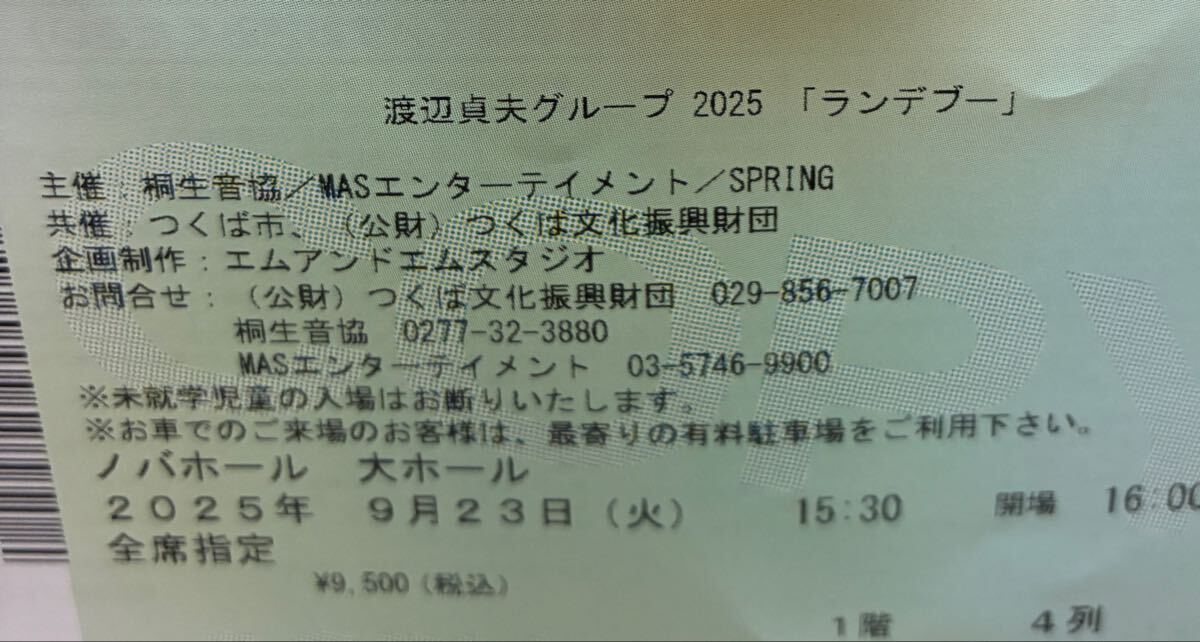 渡辺貞夫グループ 2025 「ランデブー」
主催：桐生音協／MASエンターテイメント／SPRING
共催：つくば市、（公財）つくば文化振興財団
企画制作：エムアンドエムスタジオ
お問合せ：（公財）つくば文化振興財団 029-856-7007
桐生音協 0277-32-3880
MASエンターテイメント 03-5746-9900
※未就学児童の入場はお断りいたします。
※お車でのご来場のお客様は、最寄りの有料駐車場をご利用下さい。
ノバホール 大ホール
２０２５年 ９月２３日（火） 15:30 開場 16:00
全席指定
¥9,500（税込）
1階 4列
COPY